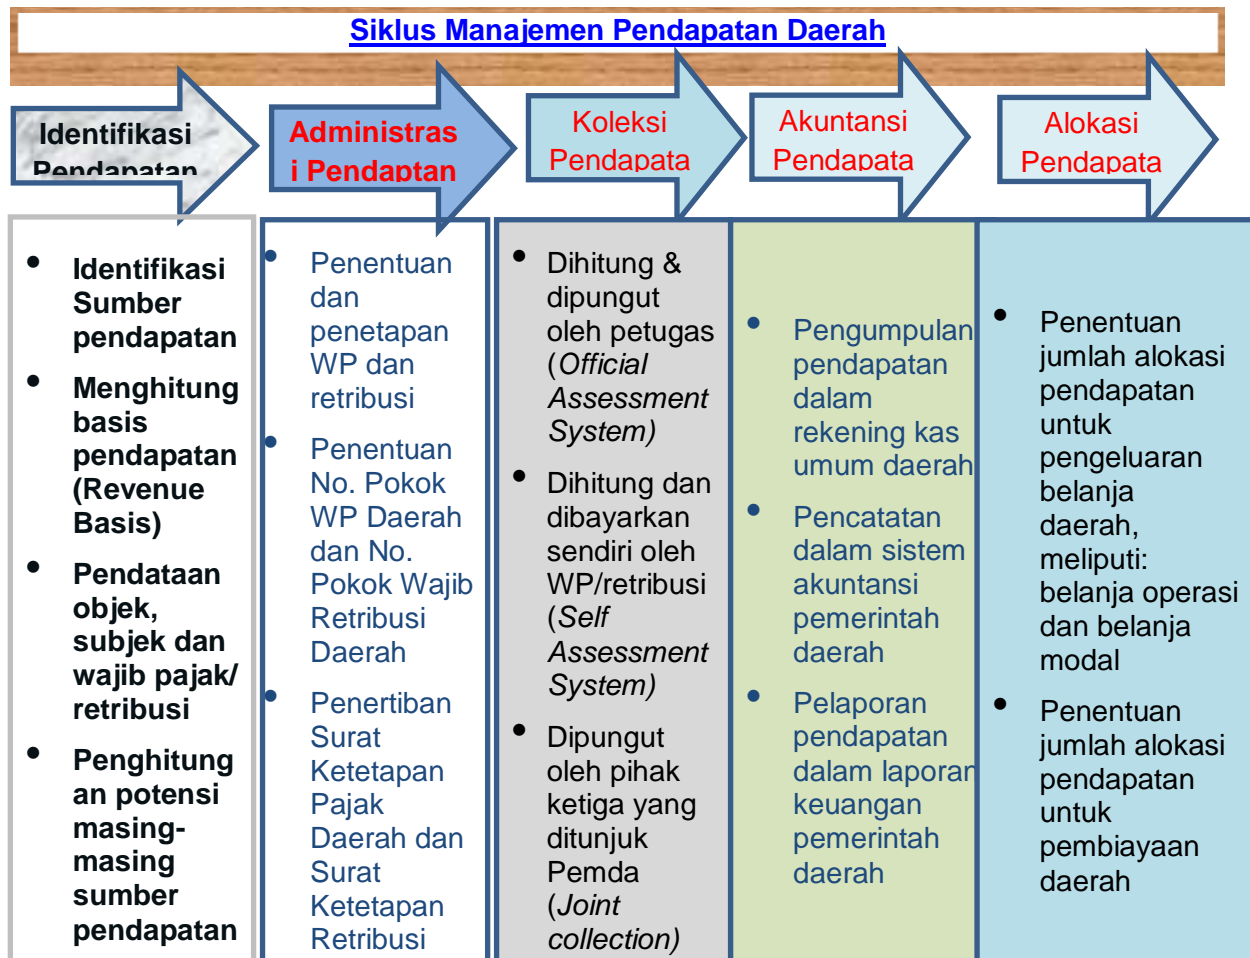 Siklus Manajemen Pendapatan Daerah
Identifikasi
Pendapatan
Administras
i Pendaptan
Koleksi
Pendapata
Akuntansi
Pendapata
Alokasi
Pendapata
• Identifikasi
Sumber
pendapatan
• Menghitung
basis
pendapatan
(Revenue
Basis)
• Pendataan
objek,
subjek dan
wajib pajak/
retribusi
• Penghitung
an potensi
masing-
masing
sumber
pendapatan
• Penentuan
dan
penetapan
WP dan
retribusi
• Penentuan
No. Pokok
WP Daerah
dan No.
Pokok Wajib
Retribusi
Daerah
• Penertiban
Surat
Ketetapan
Pajak
Daerah dan
Surat
Ketetapan
Retribusi
• Dihitung &
dipungut
oleh petugas
(Official
Assessment
System)
• Dihitung dan
dibayarkan
sendiri oleh
WP/retribusi
(Self
Assessment
System)
• Dipungut
oleh pihak
ketiga yang
ditunjuk
Pemda
(Joint
collection)
• Pengumpulan
pendapatan
dalam
rekening kas
umum daerah
• Pencatatan
dalam sistem
akuntansi
pemerintah
daerah
• Pelaporan
pendapatan
dalam laporan
keuangan
pemerintah
daerah
• Penentuan
jumlah alokasi
pendapatan
untuk
pengeluaran
belanja
daerah,
meliputi:
belanja operasi
dan belanja
modal
• Penentuan
jumlah alokasi
pendapatan
untuk
pembiayaan
daerah